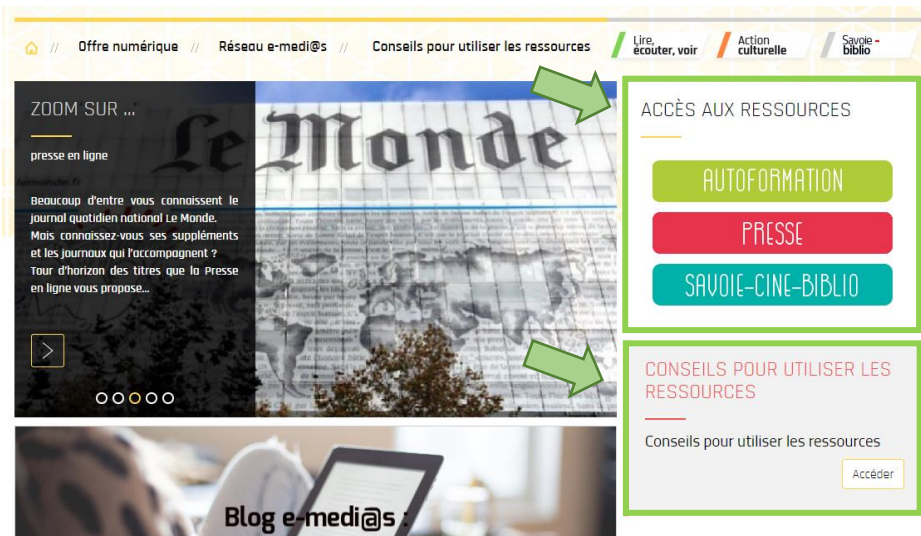 // Offre numérique // Réseau e-medi@s // Conseils pour utiliser les ressources
Lire,
écouter, voir
Action
culturelle
Savoie -
biblio
ZOOM SUR ...
presse en ligne
Beaucoup d'entre vous connaissent le
journal quotidien national Le Monde.
Mais connaissez-vous ses suppléments
et les journaux qui l'accompagnent ?
Tour d'horizon des titres que la Presse
en ligne vous propose...
Le Monde
ACCÈS AUX RESSOURCES
AUTOFORMATION
PRESSE
SAVOIE-CINE-BIBLIO
CONSEILS POUR UTILISER LES
RESSOURCES
Conseils pour utiliser les ressources
Accéder
Blog e-medi@s :